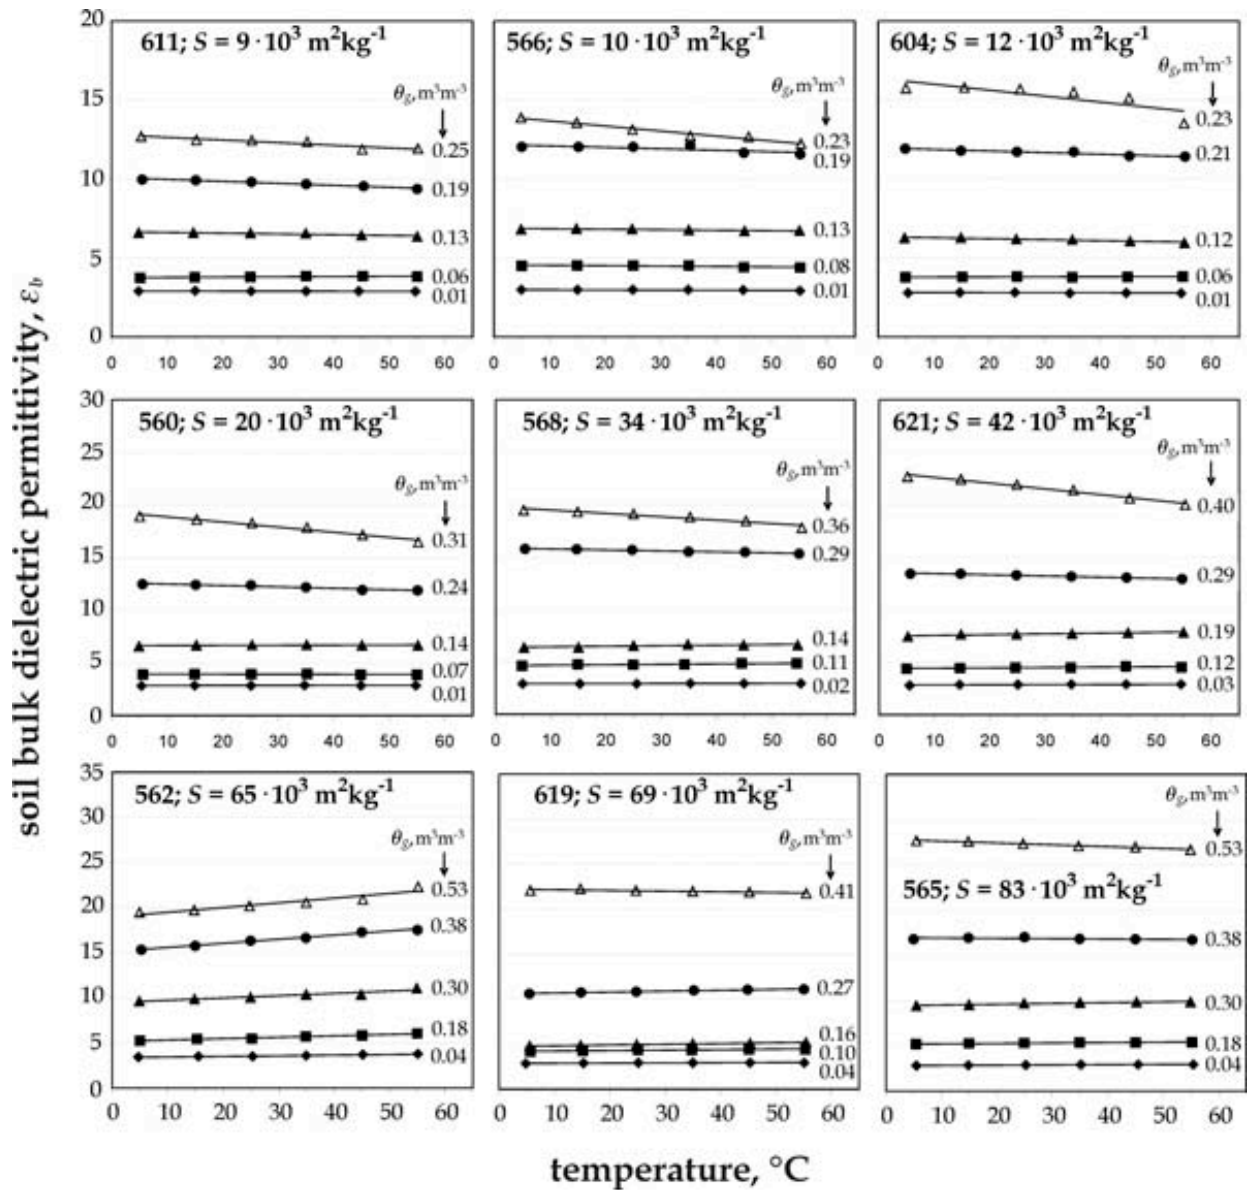 soil bulk dielectric permittivity, ε_b
20
15
10
5
0
611; S = 9 ·10³ m²kg⁻¹
θ_g, m³m⁻³
0.25
0.19
0.13
0.06
0.01
0 10 20 30 40 50 60
566; S = 10 ·10³ m²kg⁻¹
θ_g, m³m⁻³
0.23
0.19
0.13
0.08
0.01
0 10 20 30 40 50 60
604; S = 12 ·10³ m²kg⁻¹
θ_g, m³m⁻³
0.23
0.21
0.12
0.06
0.01
0 10 20 30 40 50 60
30
25
20
15
10
5
0
560; S = 20 ·10³ m²kg⁻¹
θ_g, m³m⁻³
0.31
0.24
0.14
0.07
0.01
0 10 20 30 40 50 60
568; S = 34 ·10³ m²kg⁻¹
θ_g, m³m⁻³
0.36
0.29
0.14
0.11
0.02
0 10 20 30 40 50 60
621; S = 42 ·10³ m²kg⁻¹
θ_g, m³m⁻³
0.40
0.29
0.19
0.12
0.03
0 10 20 30 40 50 60
35
30
25
20
15
10
5
0
562; S = 65 ·10³ m²kg⁻¹
θ_g, m³m⁻³
0.53
0.38
0.30
0.18
0.04
0 10 20 30 40 50 60
619; S = 69 ·10³ m²kg⁻¹
θ_g, m³m⁻³
0.41
0.27
0.16
0.10
0.04
0 10 20 30 40 50 60
θ_g, m³m⁻³
0.53
565; S = 83 ·10³ m²kg⁻¹
0.38
0.30
0.18
0.04
0 10 20 30 40 50 60
temperature, °C